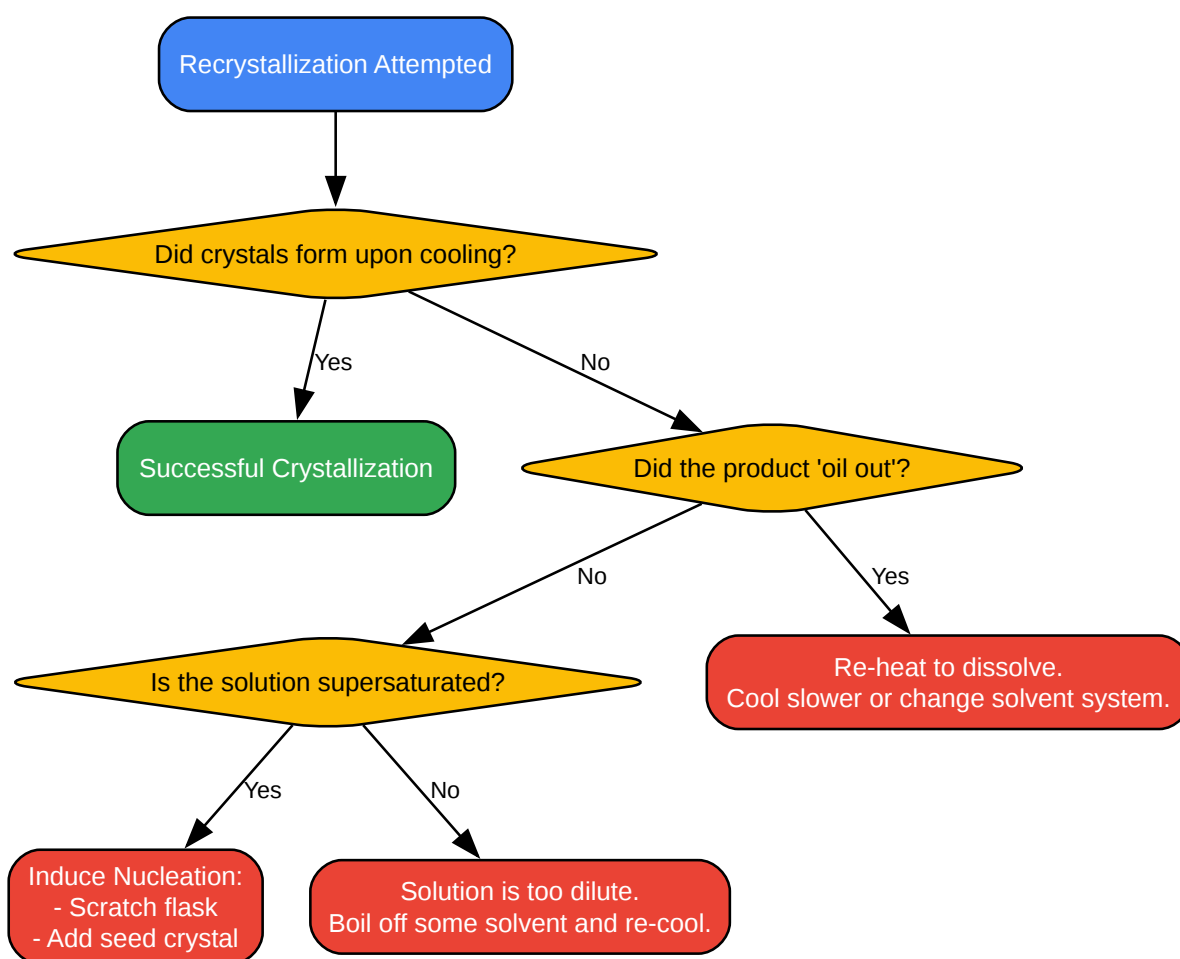 Recrystallization Attempted
Did crystals form upon cooling?
Yes
No
Successful Crystallization
Did the product 'oil out'?
No
Yes
Is the solution supersaturated?
Re-heat to dissolve.
Cool slower or change solvent system.
Yes
No
Induce Nucleation:
- Scratch flask
- Add seed crystal
Solution is too dilute.
Boil off some solvent and re-cool.